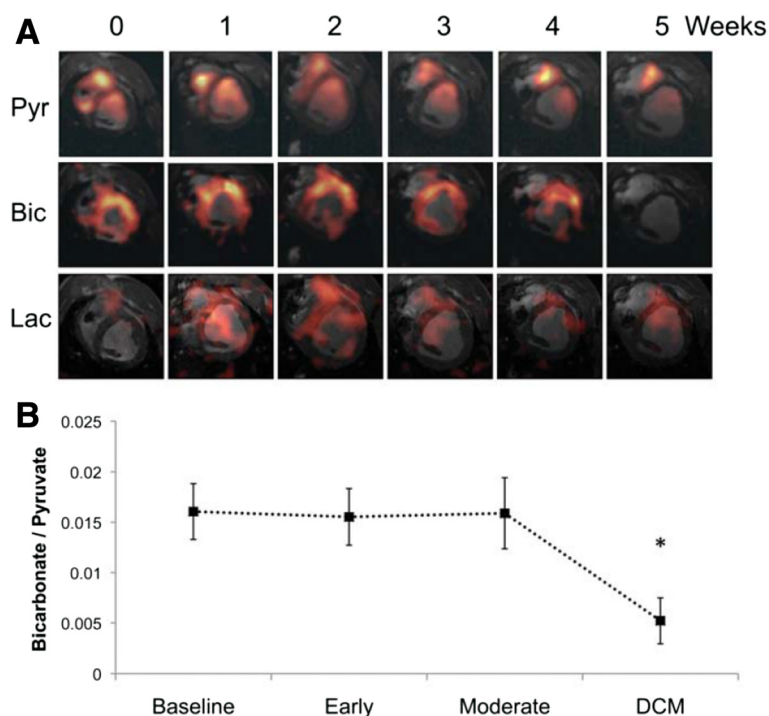 A 0 1 2 3 4 5 Weeks
Pyr
Bic
Lac
B
Bicarbonate / Pyruvate
0.025
0.02
0.015
0.01
0.005
0
*
Baseline Early Moderate DCM